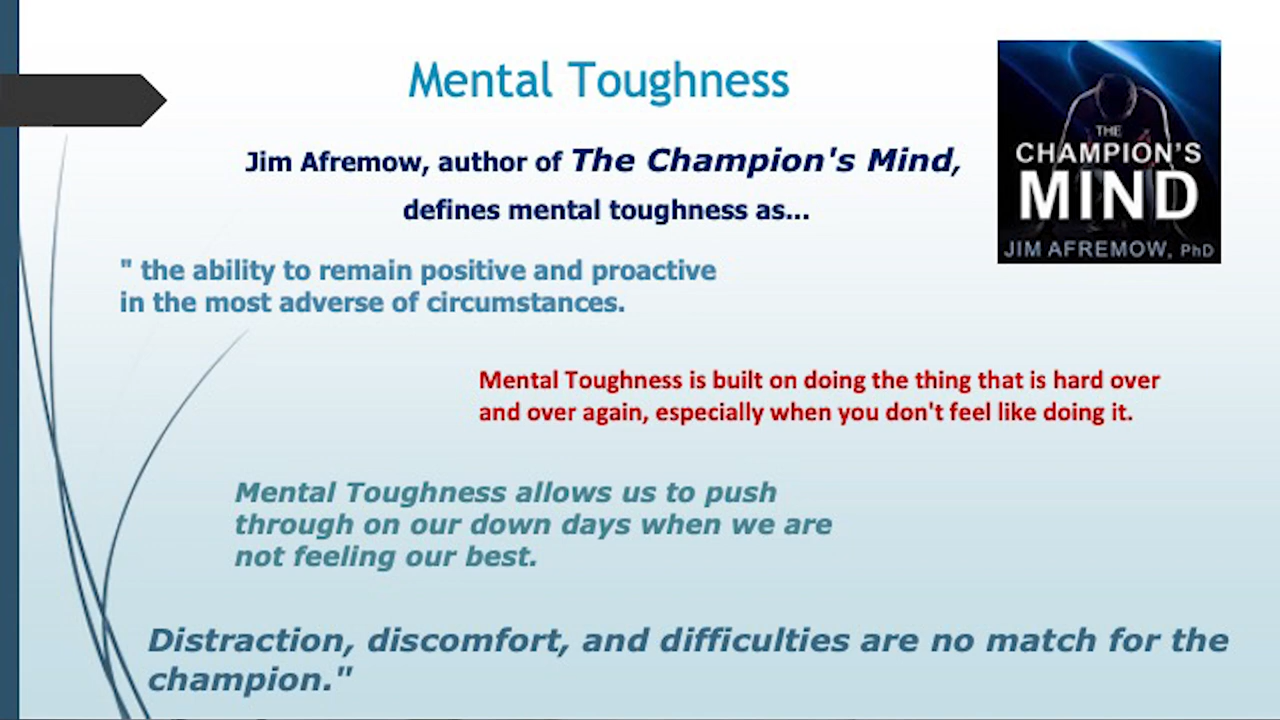 Mental Toughness
Jim Afremow, author of The Champion's Mind,
defines mental toughness as...
THE
CHAMPION'S
MIND
JIM AFREMOW, PhD
" the ability to remain positive and proactive
in the most adverse of circumstances.
Mental Toughness is built on doing the thing that is hard over
and over again, especially when you don't feel like doing it.
Mental Toughness allows us to push
through on our down days when we are
not feeling our best.
Distraction, discomfort, and difficulties are no match for the
champion."